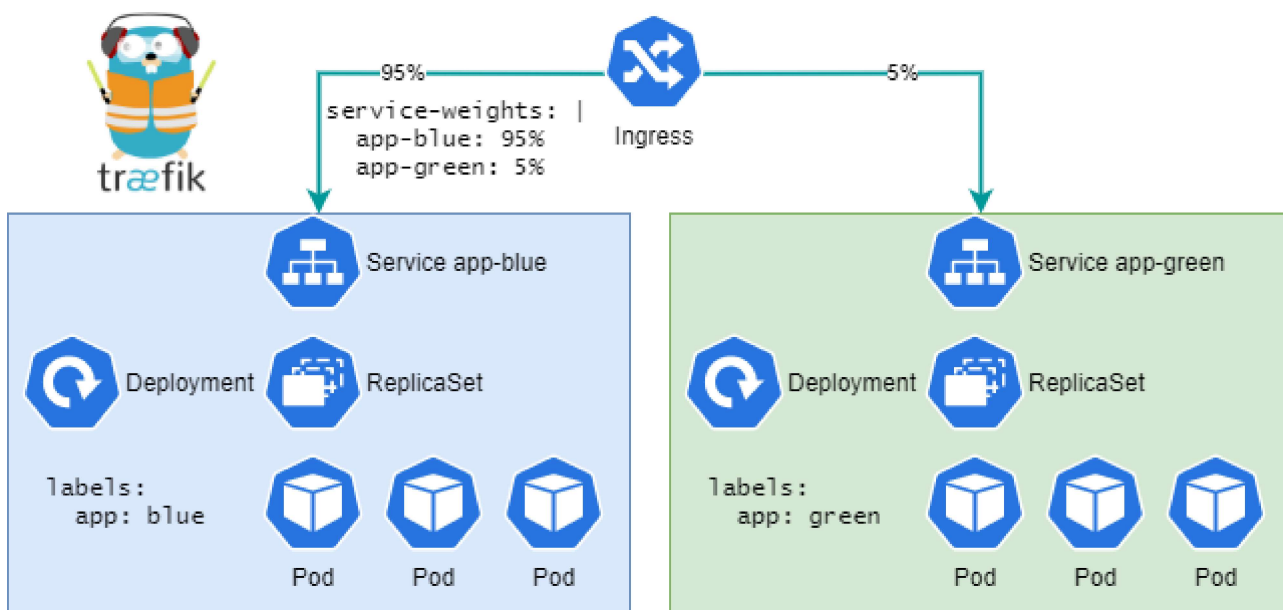 95%
5%
service-weights: |
app-blue: 95%
app-green: 5%
Ingress
træfik
Service app-blue
Service app-green
Deployment
ReplicaSet
Deployment
ReplicaSet
labels:
app: blue
labels:
app: green
Pod
Pod
Pod
Pod
Pod
Pod